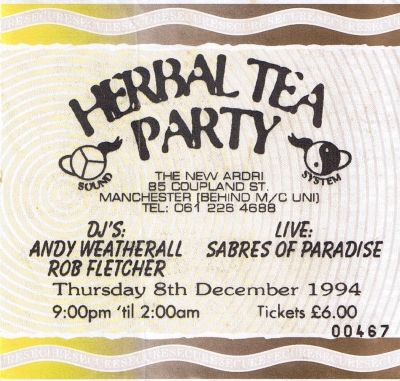 SECURESECURESECURESECURESECURE
HERBAL TEA
PARTY
SOUND
SYSTEM
THE NEW ARDRI
85 COUPLAND ST.
MANCHESTER (BEHIND M/C UNI)
TEL: 061 226 4688
DJ'S:
ANDY WEATHERALL
ROB FLETCHER
LIVE:
SABRES OF PARADISE
Thursday 8th December 1994
9:00pm 'til 2:00am
Tickets £6.00
00467